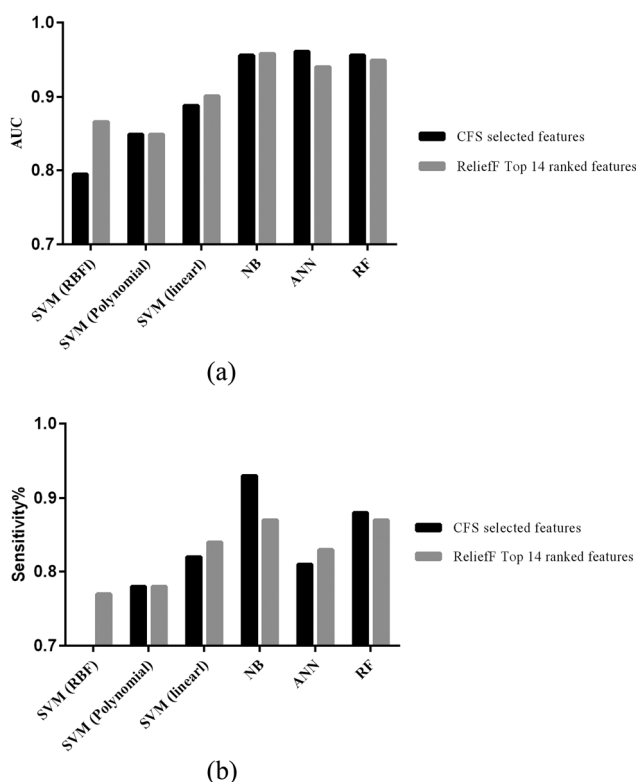 1.0
0.9
0.8
0.7
AUC
SVM (RBFl)
SVM (Polynomial)
SVM (linearl)
NB
ANN
RF
CFS selected features
ReliefF Top 14 ranked features
(a)
1.0
0.9
0.8
0.7
Sensitivity%
SVM (RBF)
SVM (Polynomial)
SVM (linearl)
NB
ANN
RF
CFS selected features
ReliefF Top 14 ranked features
(b)